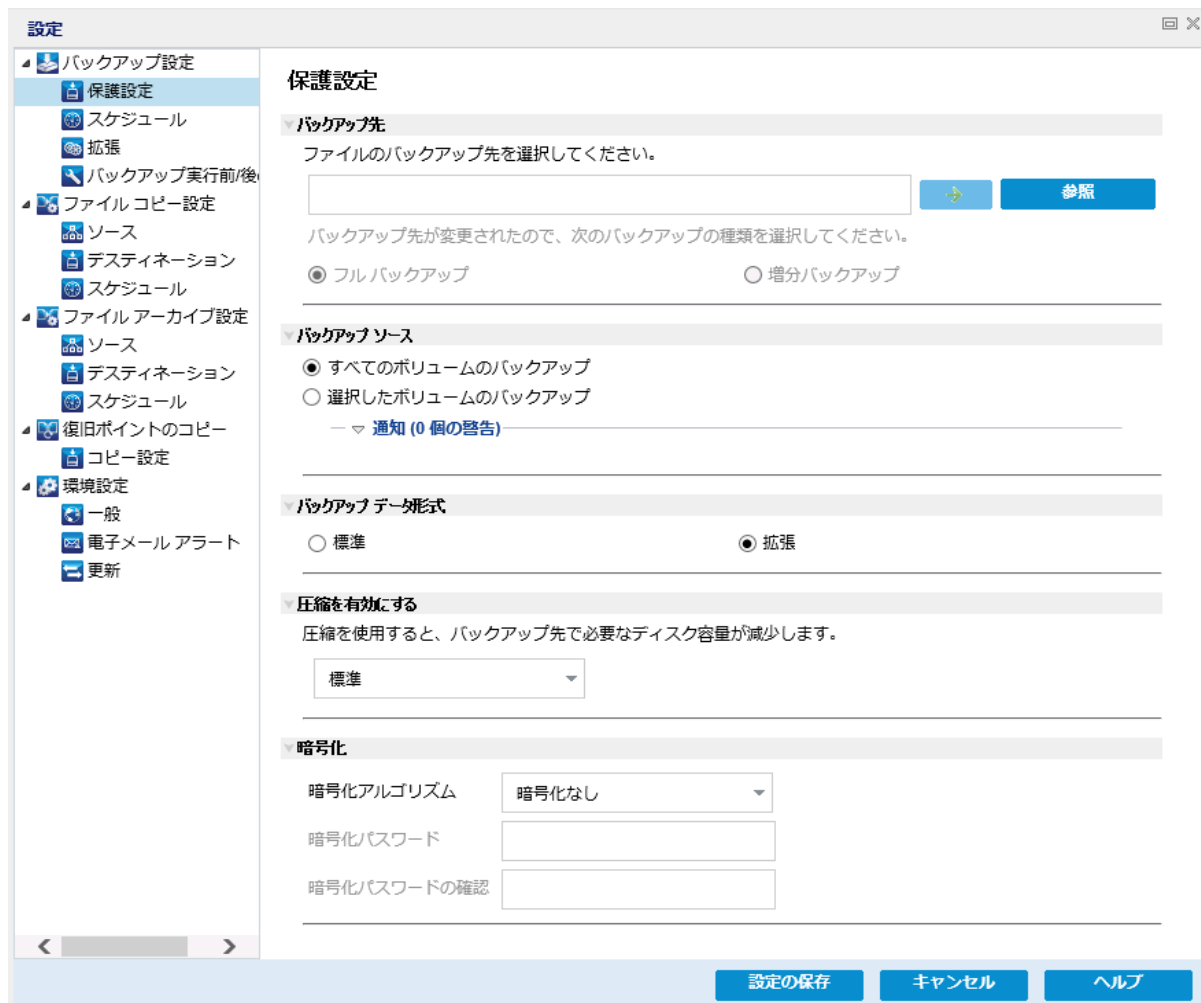 設定
バックアップ設定
保護設定
スケジュール
拡張
バックアップ実行前/後
ファイル コピー設定
ソース
デスティネーション
スケジュール
ファイル アーカイブ設定
ソース
デスティネーション
スケジュール
復旧ポイントのコピー
コピー設定
環境設定
一般
電子メール アラート
更新
保護設定
バックアップ先
ファイルのバックアップ先を選択してください。
参照
バックアップ先が変更されたので、次のバックアップの種類を選択してください。
フル バックアップ 増分バックアップ
バックアップ ソース
すべてのボリュームのバックアップ
選択したボリュームのバックアップ
通知 (0 個の警告)
バックアップ データ形式
標準 拡張
圧縮を有効にする
圧縮を使用すると、バックアップ先で必要なディスク容量が減少します。
標準
暗号化
暗号化アルゴリズム 暗号化なし
暗号化パスワード
暗号化パスワードの確認
設定の保存 キャンセル ヘルプ